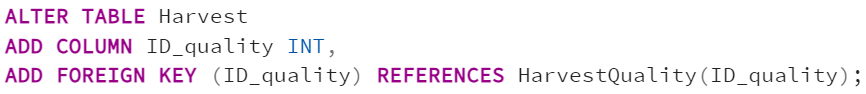 ALTER TABLE Harvest
ADD COLUMN ID_quality INT,
ADD FOREIGN KEY (ID_quality) REFERENCES HarvestQuality(ID_quality);